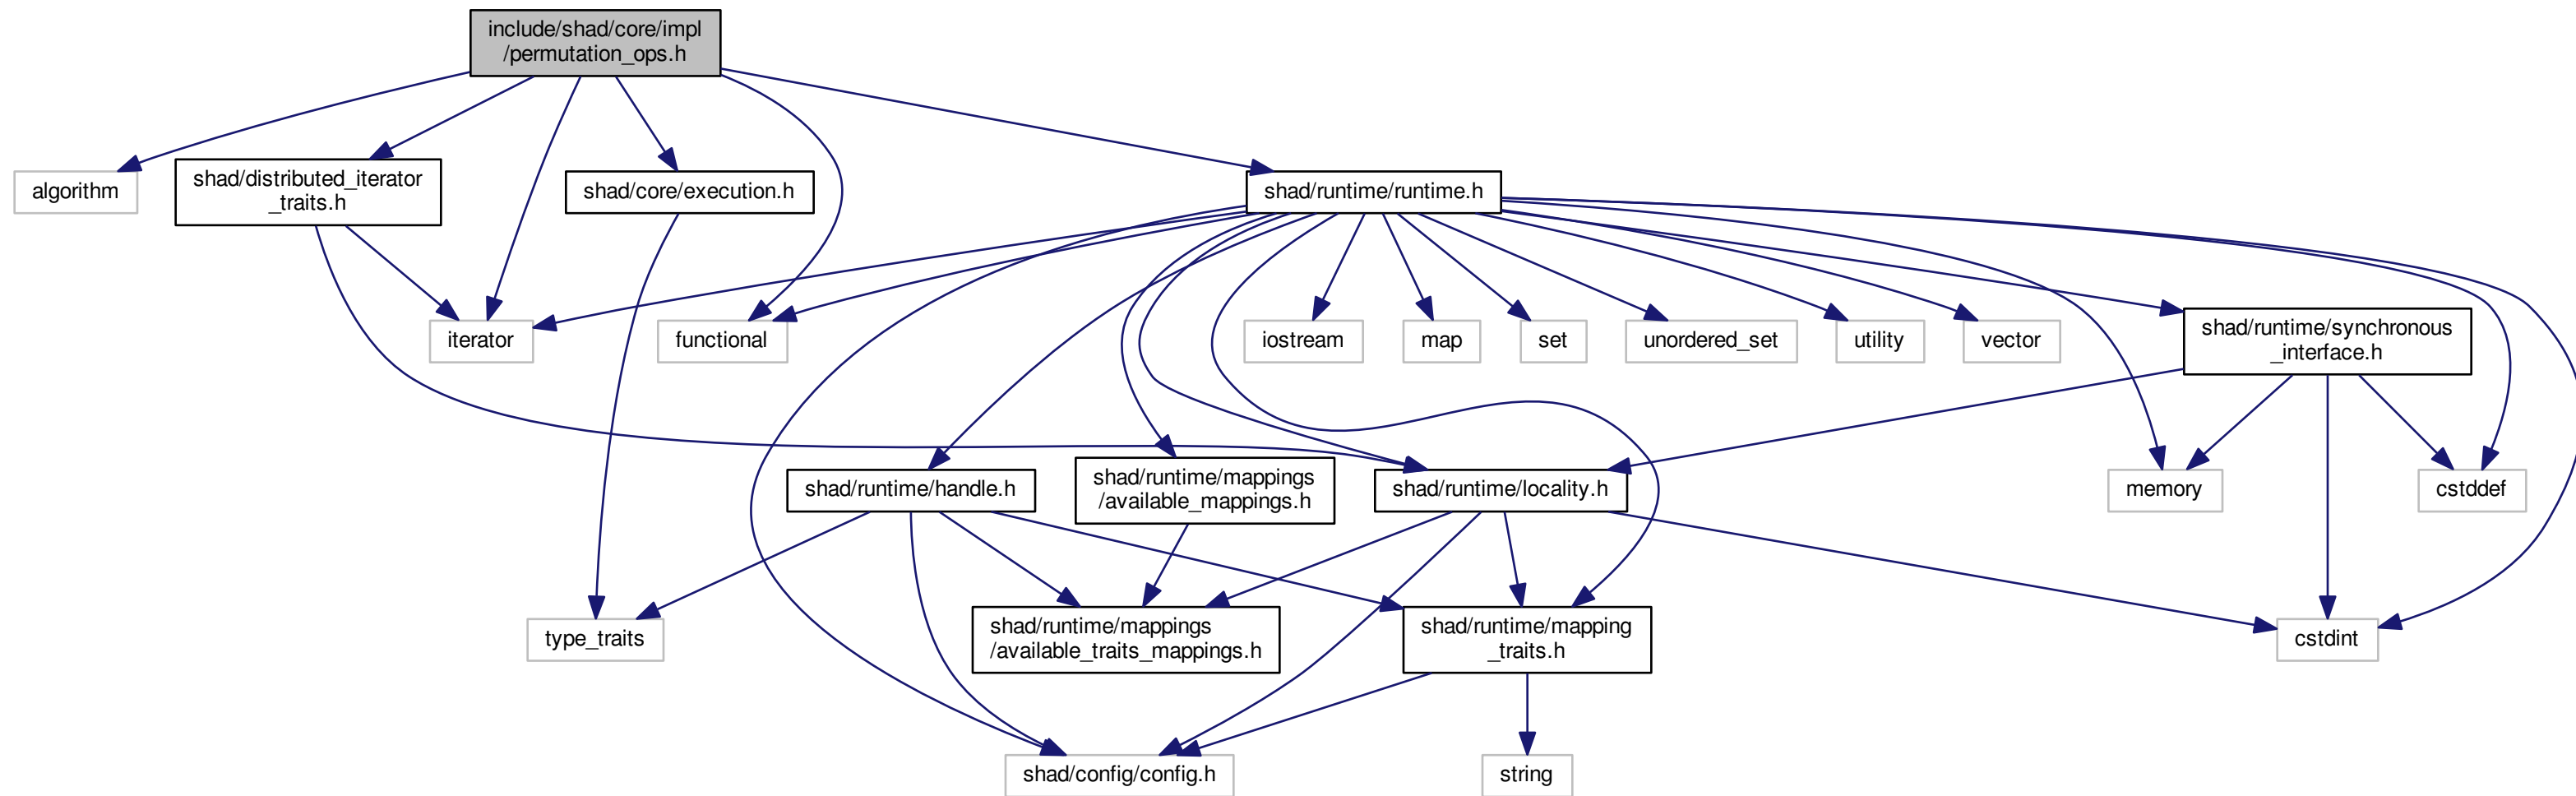 include/shad/core/impl
/permutation_ops.h
algorithm
shad/distributed_iterator
_traits.h
shad/core/execution.h
shad/runtime/runtime.h
iterator
functional
iostream
map
set
unordered_set
utility
vector
shad/runtime/synchronous
_interface.h
shad/runtime/handle.h
shad/runtime/mappings
/available_mappings.h
shad/runtime/locality.h
memory
cstddef
type_traits
shad/runtime/mappings
/available_traits_mappings.h
shad/runtime/mapping
_traits.h
cstdint
shad/config/config.h
string